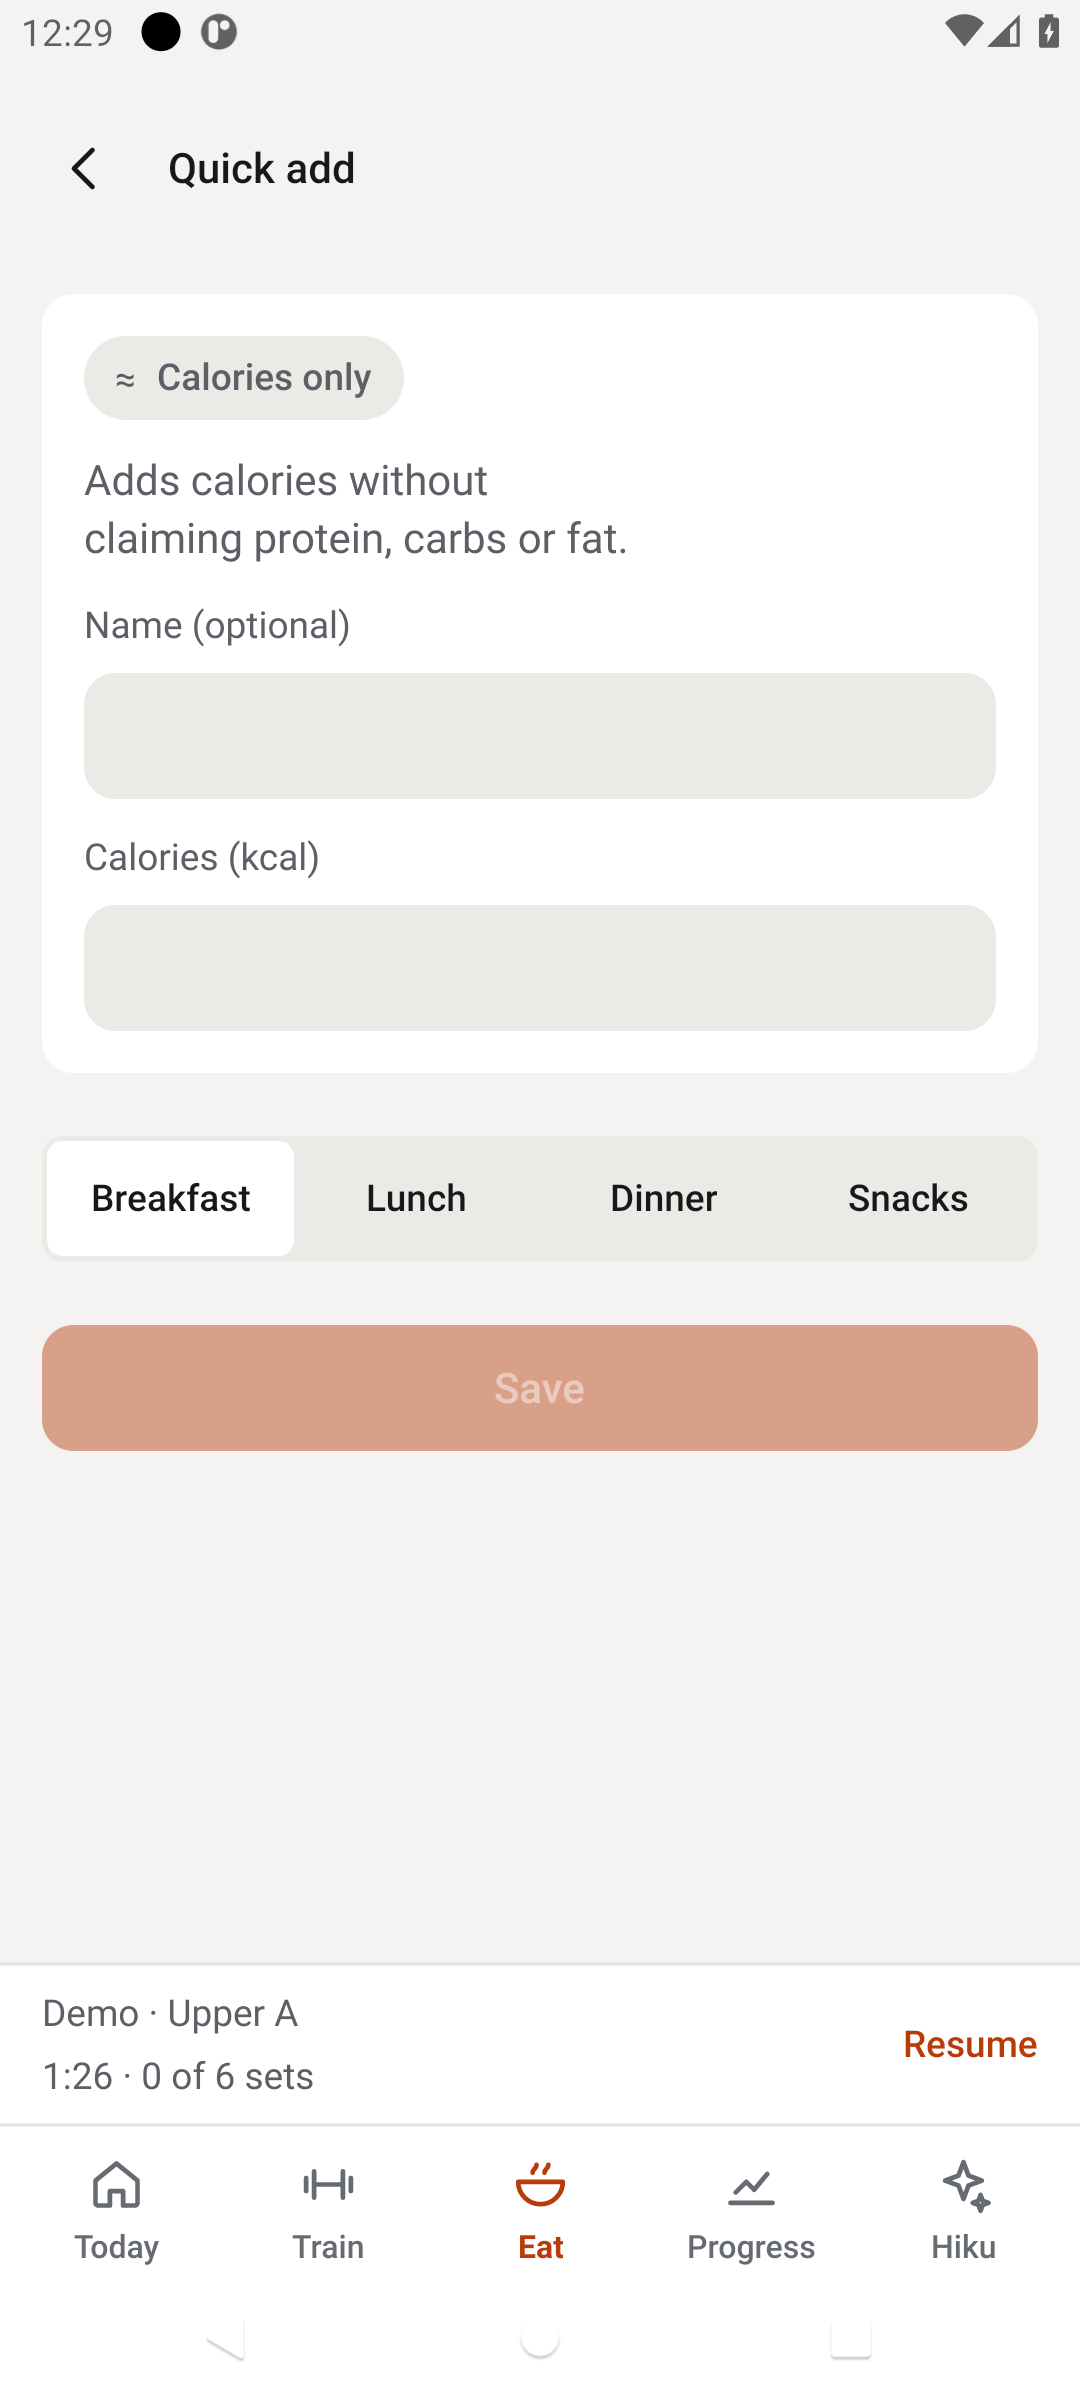 12:29
Quick add
≈ Calories only
Adds calories without
claiming protein, carbs or fat.
Name (optional)
Calories (kcal)
Breakfast Lunch Dinner Snacks
Save
Demo · Upper A
1:26 · 0 of 6 sets
Resume
Today Train Eat Progress Hiku